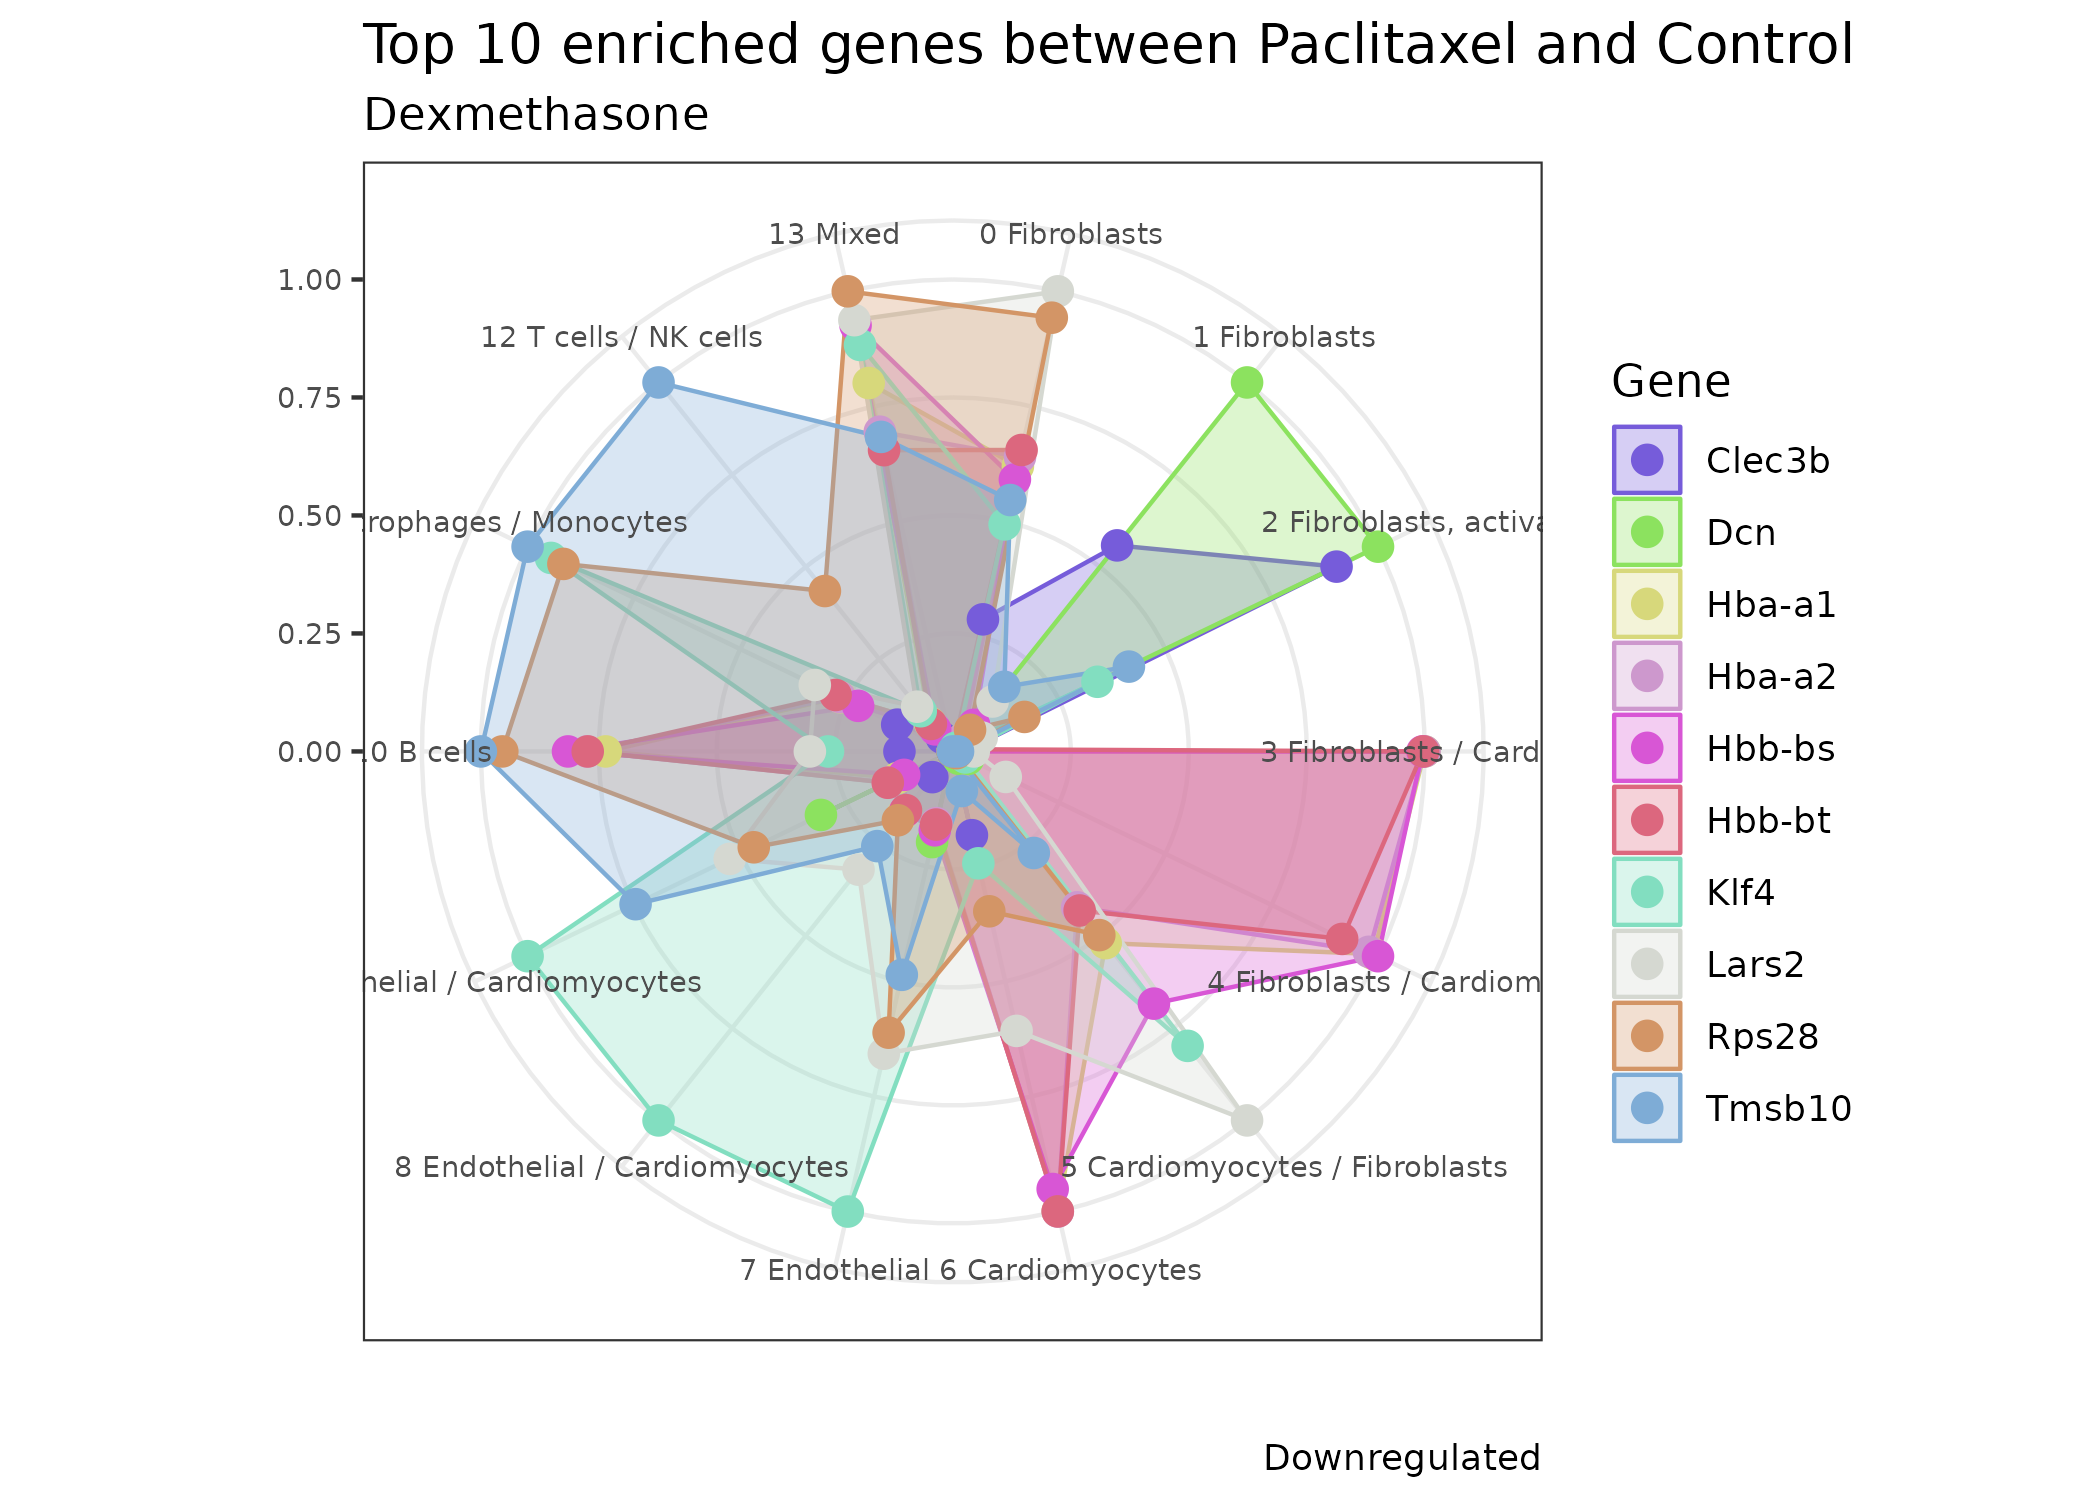 Top 10 enriched genes between Paclitaxel and Control
Dexmethasone
13 Mixed
0 Fibroblasts
1.00
12 T cells / NK cells
1 Fibroblasts
0.75
0.50
rophages / Monocytes
2 Fibroblasts, activa
0.25
0.00
0 B cells
3 Fibroblasts / Card
helial / Cardiomyocytes
4 Fibroblasts / Cardiom
8 Endothelial / Cardiomyocytes
5 Cardiomyocytes / Fibroblasts
7 Endothelial
6 Cardiomyocytes
Gene
Clec3b
Dcn
Hba-a1
Hba-a2
Hbb-bs
Hbb-bt
Klf4
Lars2
Rps28
Tmsb10
Downregulated